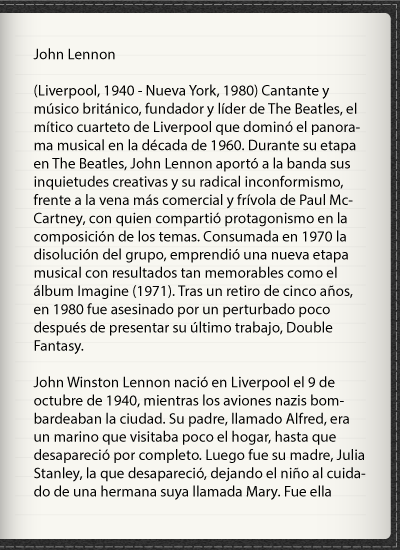 John Lennon
(Liverpool, 1940 - Nueva York, 1980) Cantante y
músico británico, fundador y líder de The Beatles, el
mítico cuarteto de Liverpool que dominó el panora-
ma musical en la década de 1960. Durante su etapa
en The Beatles, John Lennon aportó a la banda sus
inquietudes creativas y su radical inconformismo,
frente a la vena más comercial y frívola de Paul Mc-
Cartney, con quien compartió protagonismo en la
composición de los temas. Consumada en 1970 la
disolución del grupo, emprendió una nueva etapa
musical con resultados tan memorables como el
álbum Imagine (1971). Tras un retiro de cinco años,
en 1980 fue asesinado por un perturbado poco
después de presentar su último trabajo, Double
Fantasy.
John Winston Lennon nació en Liverpool el 9 de
octubre de 1940, mientras los aviones nazis bom-
bardeaban la ciudad. Su padre, llamado Alfred, era
un marino que visitaba poco el hogar, hasta que
desapareció por completo. Luego fue su madre, Julia
Stanley, la que desapareció, dejando el niño al cuida-
do de una hermana suya llamada Mary. Fue ella